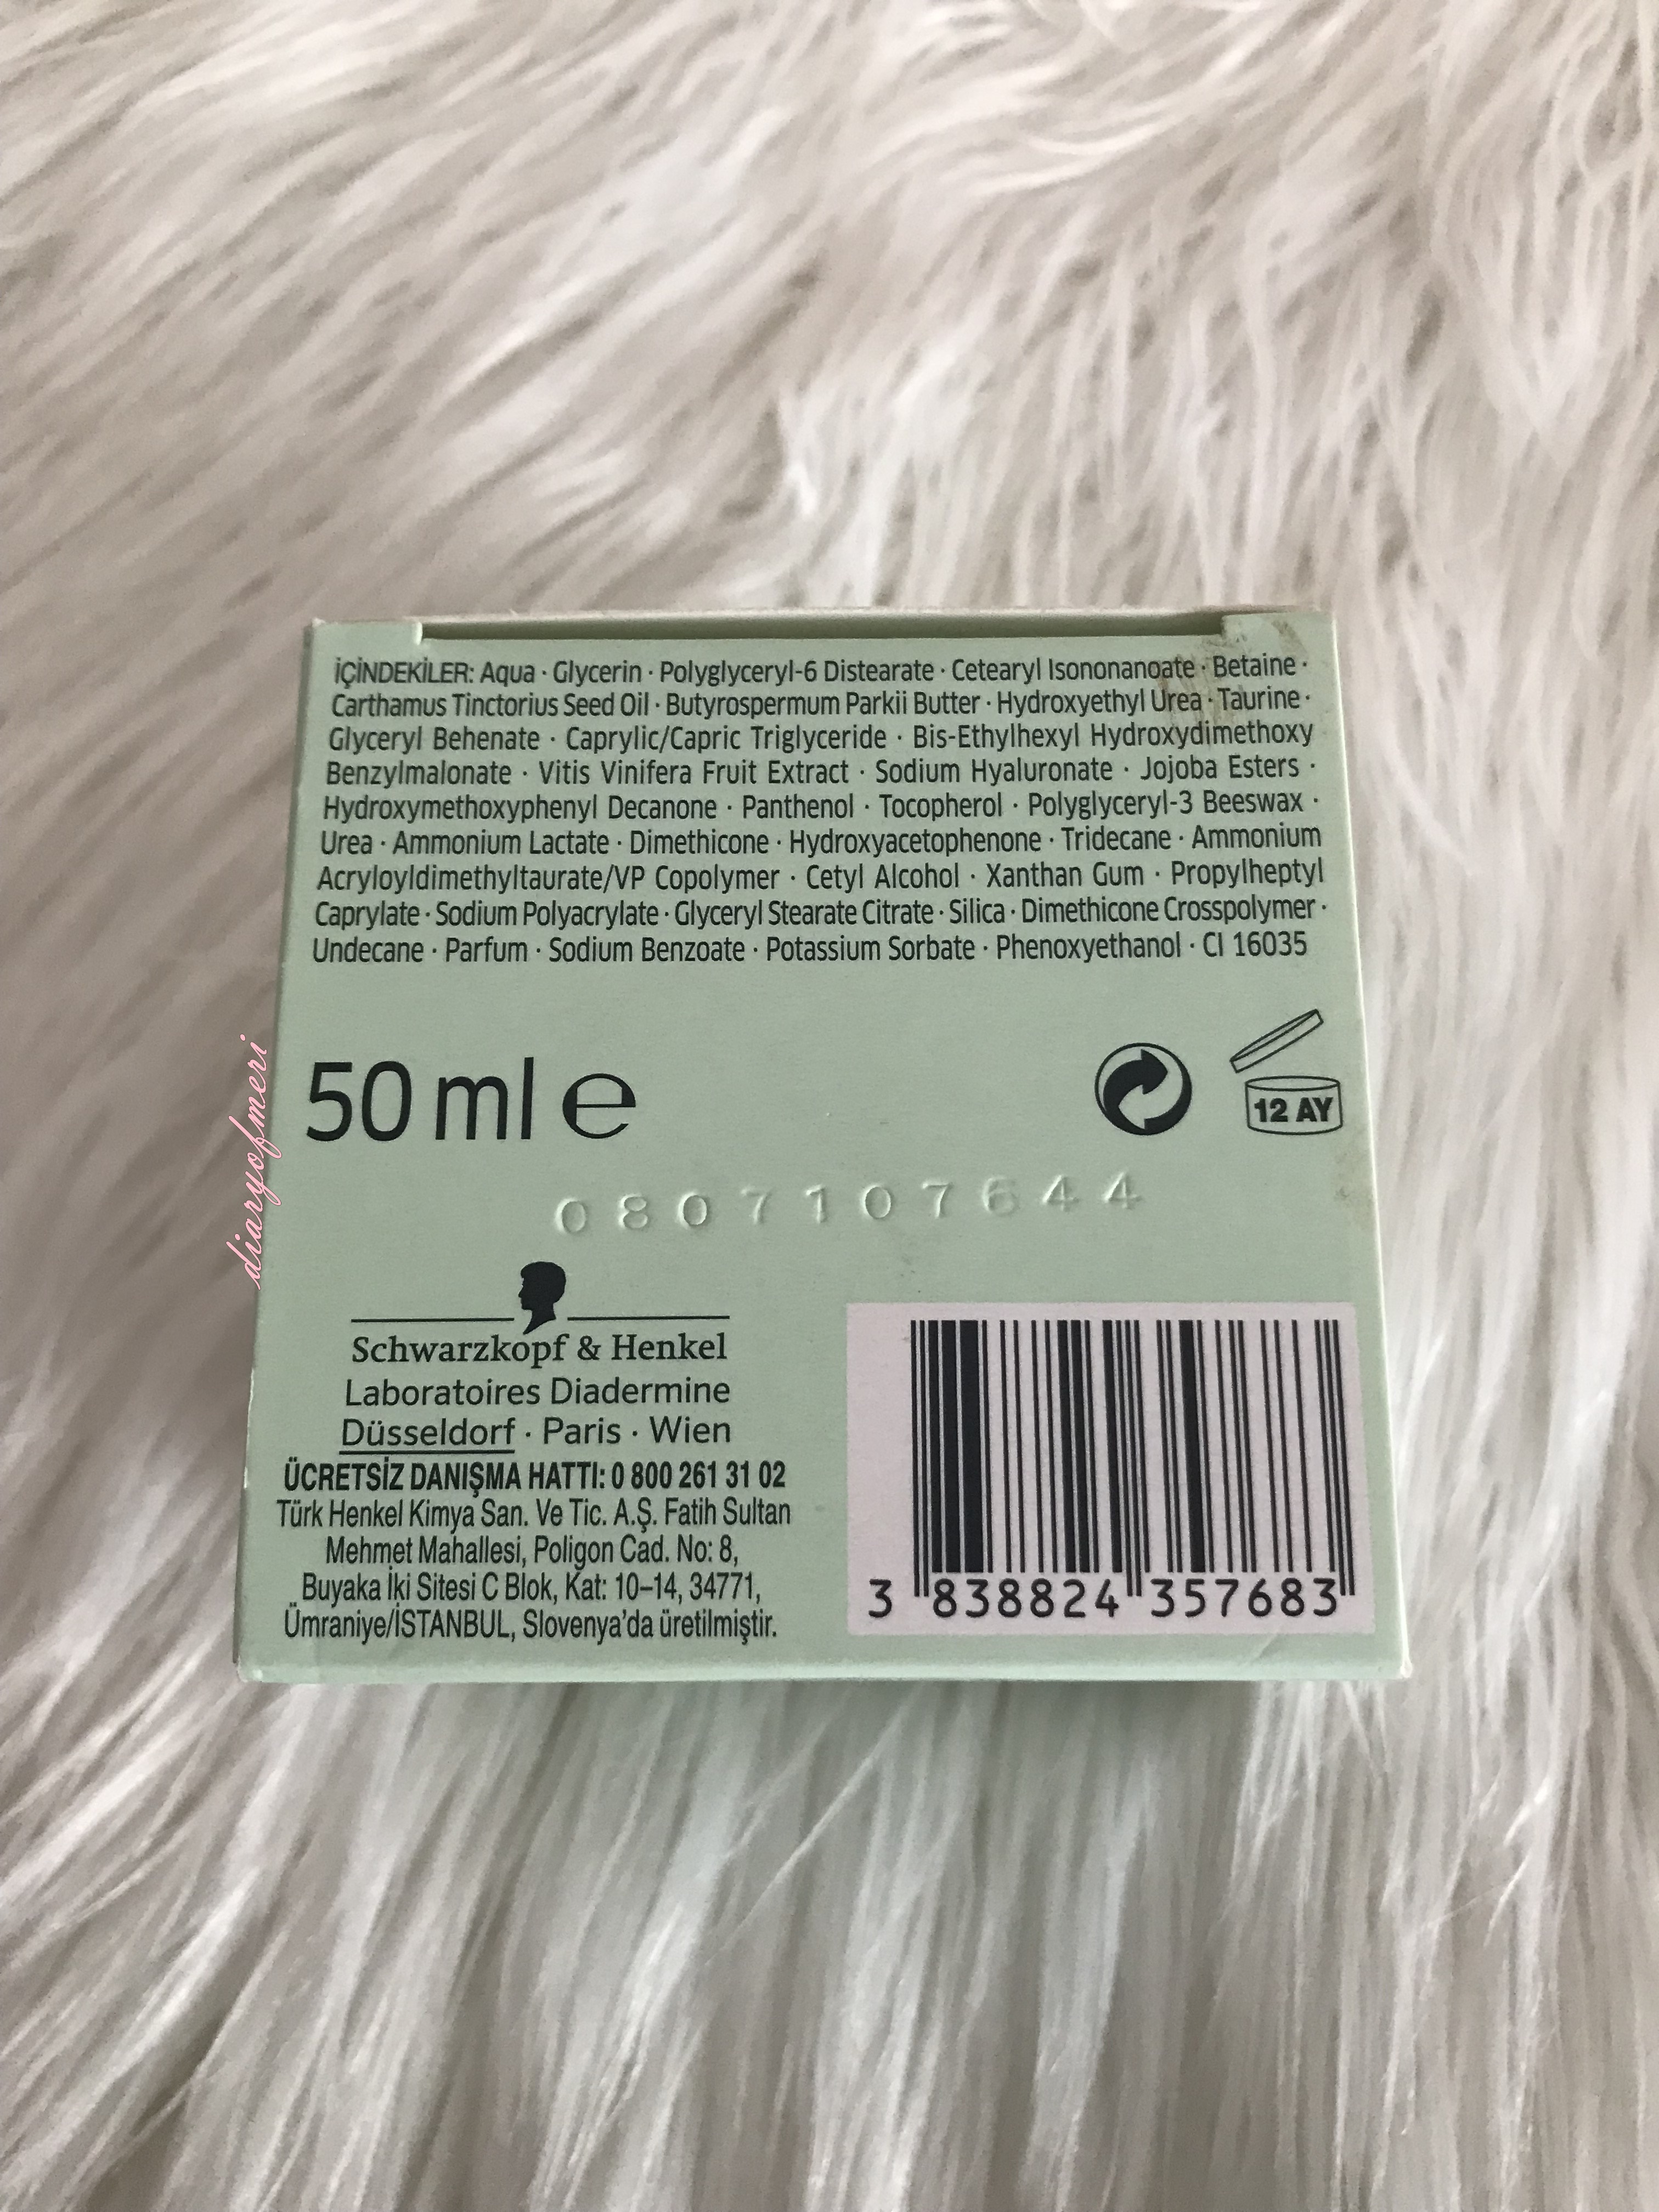 İÇİNDEKİLER: Aqua · Glycerin · Polyglyceryl-6 Distearate · Cetearyl Isononanoate · Betaine ·
Carthamus Tinctorius Seed Oil · Butyrospermum Parkii Butter · Hydroxyethyl Urea · Taurine ·
Glyceryl Behenate · Caprylic/Capric Triglyceride · Bis-Ethylhexyl Hydroxydimethoxy
Benzylmalonate · Vitis Vinifera Fruit Extract · Sodium Hyaluronate · Jojoba Esters ·
Hydroxymethoxyphenyl Decanone · Panthenol · Tocopherol · Polyglyceryl-3 Beeswax ·
Urea · Ammonium Lactate · Dimethicone · Hydroxyacetophenone · Tridecane · Ammonium
Acryloyldimethyltaurate/VP Copolymer · Cetyl Alcohol · Xanthan Gum · Propylheptyl
Caprylate · Sodium Polyacrylate · Glyceryl Stearate Citrate · Silica · Dimethicone Crosspolymer ·
Undecane · Parfum · Sodium Benzoate · Potassium Sorbate · Phenoxyethanol · CI 16035
50 ml e
12 AY
0807107644
Schwarzkopf & Henkel
Laboratoires Diadermine
Düsseldorf · Paris · Wien
ÜCRETSİZ DANIŞMA HATTI: 0 800 261 31 02
Türk Henkel Kimya San. Ve Tic. A.Ş. Fatih Sultan
Mehmet Mahallesi, Poligon Cad. No: 8,
Buyaka İki Sitesi C Blok, Kat: 10–14, 34771,
Ümraniye/İSTANBUL, Slovenya'da üretilmiştir.
3 838824 357683
diaryofmeri